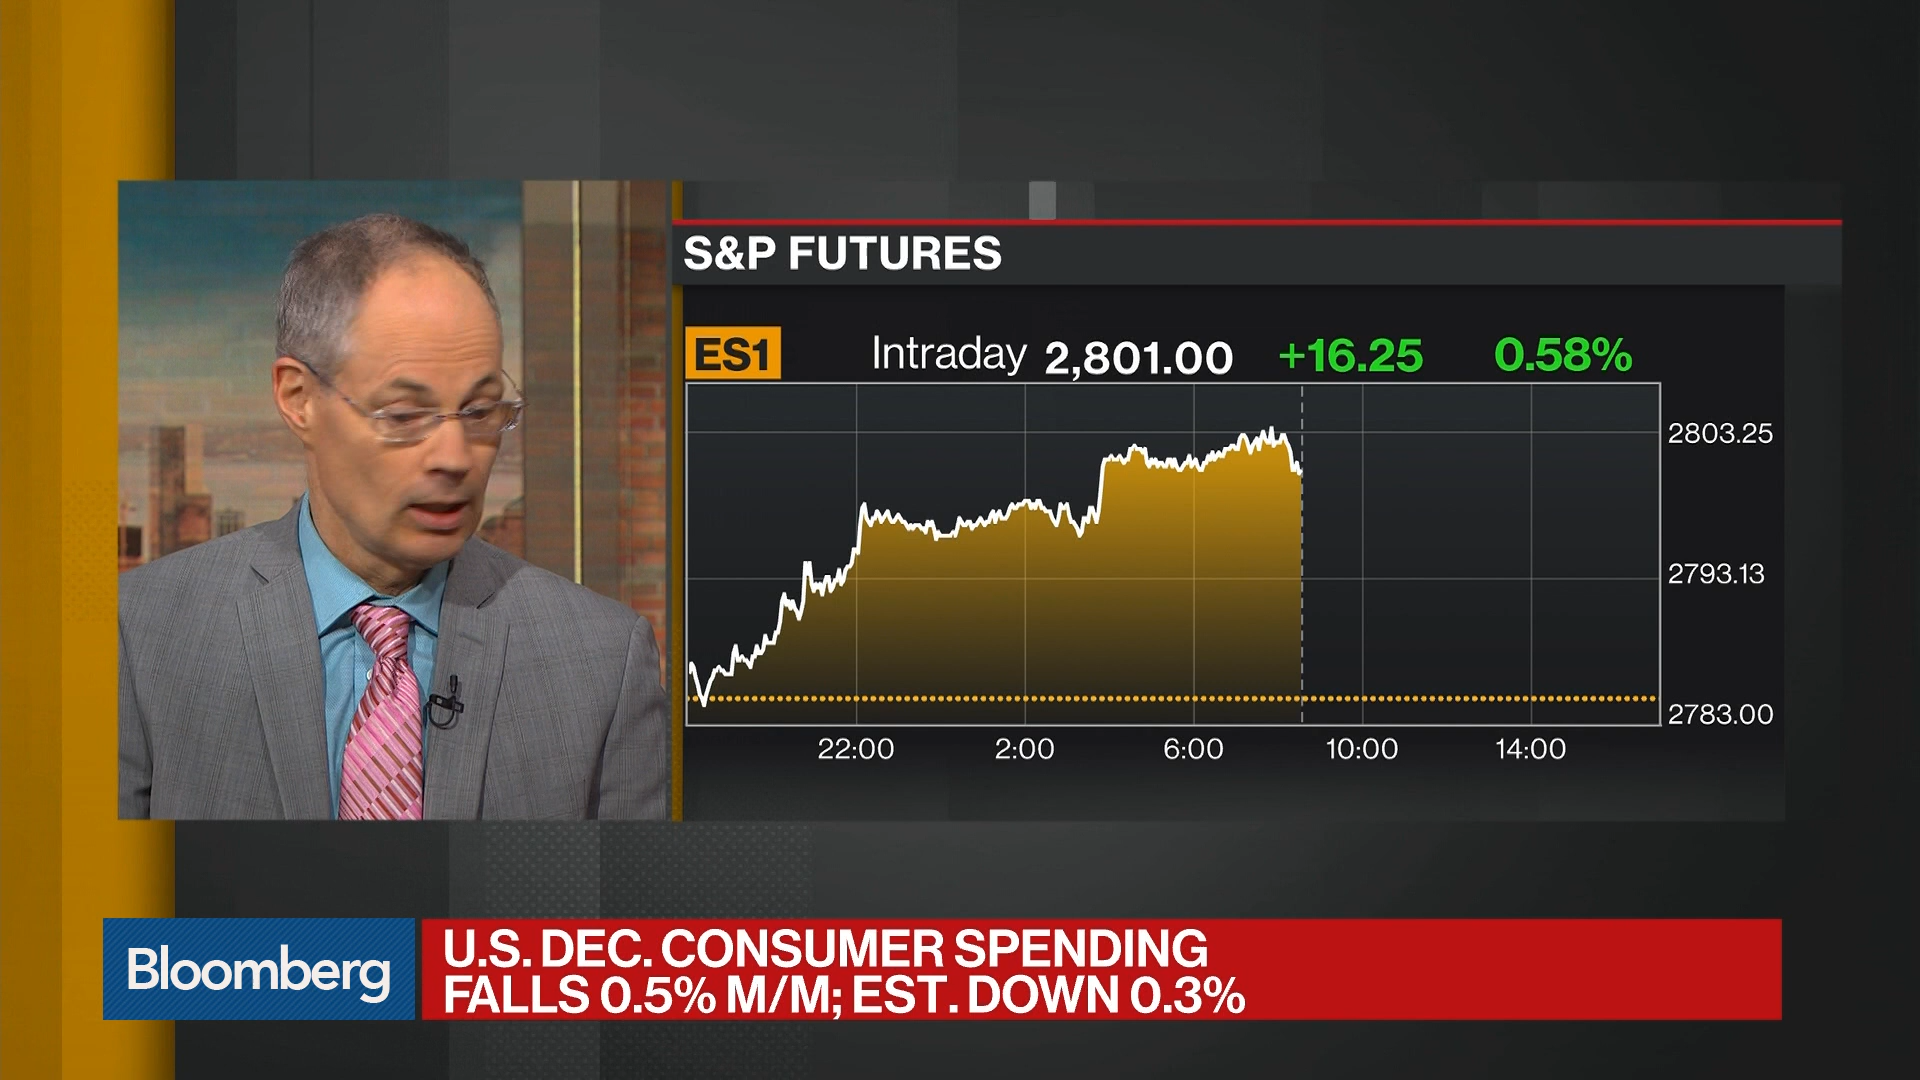 S&P FUTURES
ES1 Intraday 2,801.00 +16.25 0.58%
2803.25
2793.13
2783.00
22:00 2:00 6:00 10:00 14:00
Bloomberg
U.S. DEC. CONSUMER SPENDING
FALLS 0.5% M/M; EST. DOWN 0.3%